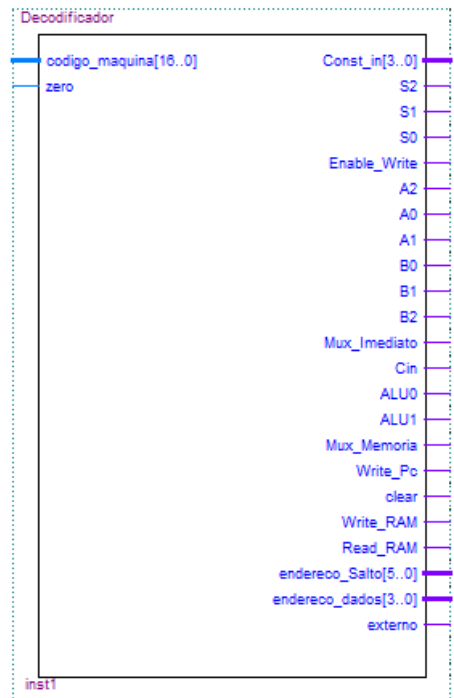 Decodificador
codigo_maquina[16..0] Const_in[3..0]
zero S2
S1
S0
Enable_Write
A2
A0
A1
B0
B1
B2
Mux_Imediato
Cin
ALU0
ALU1
Mux_Memoria
Write_Pc
clear
Write_RAM
Read_RAM
endereco_Salto[5..0]
endereco_dados[3..0]
externo
inst1